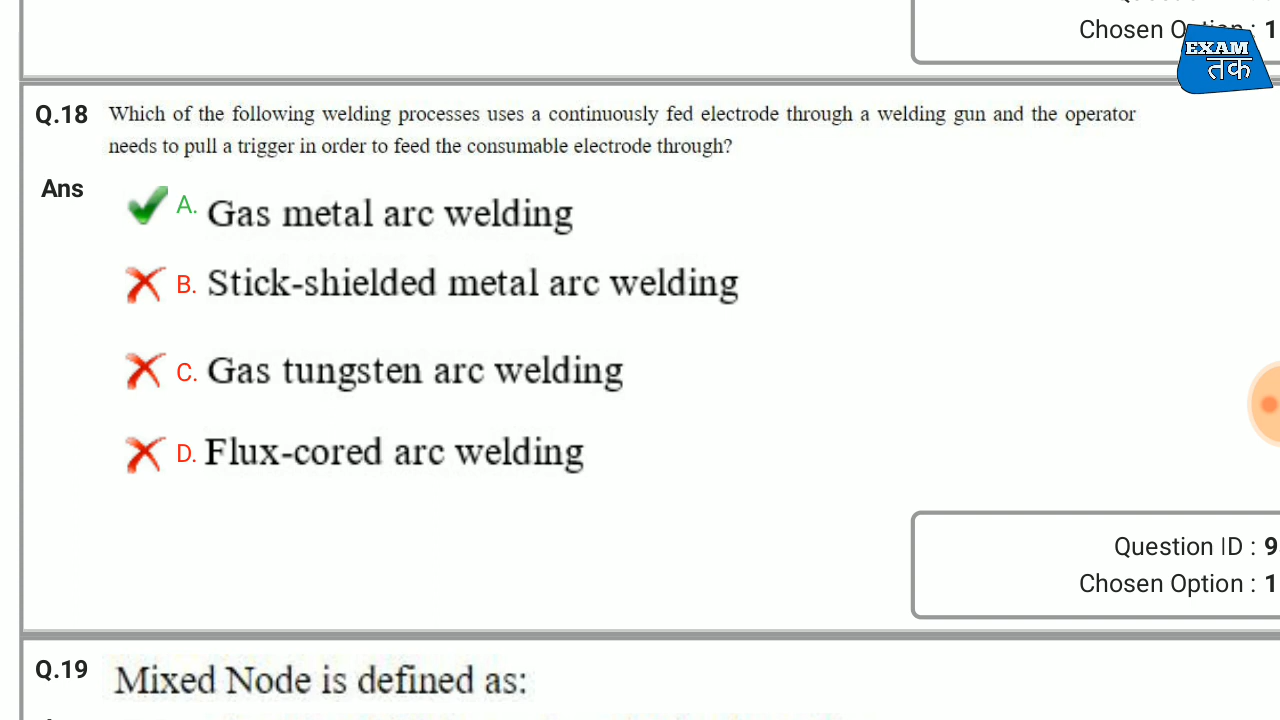 Chosen Option : 1
EXAM
तक
Q.18 Which of the following welding processes uses a continuously fed electrode through a welding gun and the operator
needs to pull a trigger in order to feed the consumable electrode through?
Ans
A. Gas metal arc welding
B. Stick-shielded metal arc welding
C. Gas tungsten arc welding
D. Flux-cored arc welding
Question ID : 9
Chosen Option : 1
Q.19 Mixed Node is defined as: